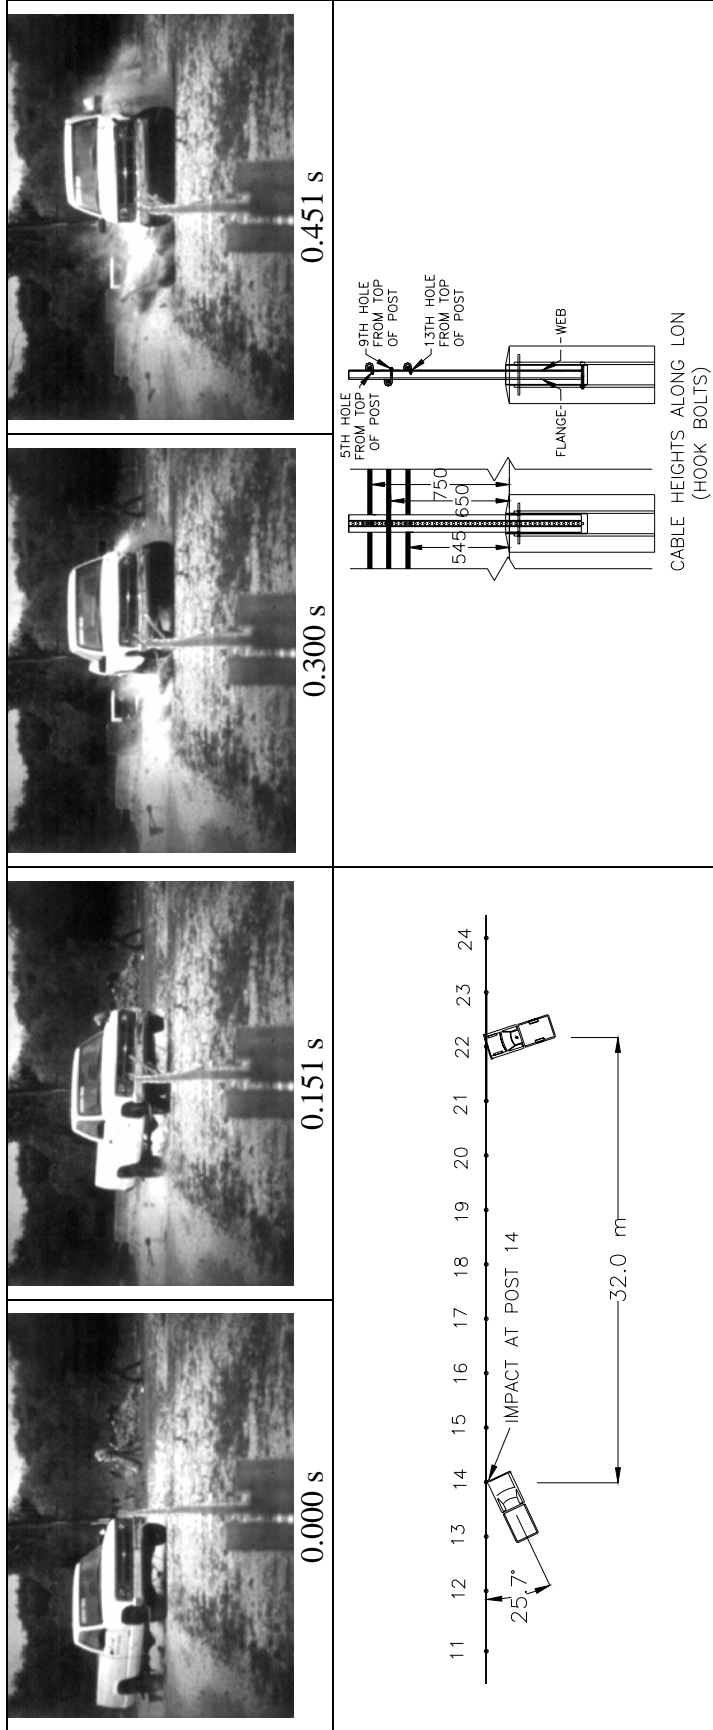 0.000 s
0.151 s
0.300 s
0.451 s
11
12
13
14
15
16
17
18
19
20
21
22
23
24
IMPACT AT POST 14
25.7°
32.0 m
545
650
750
5TH HOLE
FROM TOP
OF POST
9TH HOLE
FROM TOP
OF POST
13TH HOLE
FROM TOP
OF POST
FLANGE
WEB
CABLE HEIGHTS ALONG LON
(HOOK BOLTS)